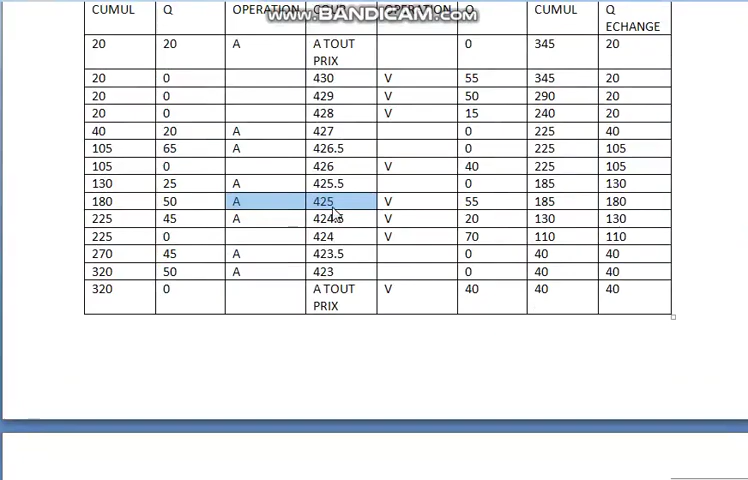 www.BANDICAM.com
CUMUL Q OPERATION COUR OPERATION Q CUMUL Q
ECHANGE
20 20 A A TOUT 0 345 20
PRIX
20 0 430 V 55 345 20
20 0 429 V 50 290 20
20 0 428 V 15 240 20
40 20 A 427 0 225 40
105 65 A 426.5 0 225 105
105 0 426 V 40 225 105
130 25 A 425.5 0 185 130
180 50 A 425 V 55 185 180
225 45 A 424.5 V 20 130 130
225 0 424 V 70 110 110
270 45 A 423.5 0 40 40
320 50 A 423 0 40 40
320 0 A TOUT V 40 40 40
PRIX